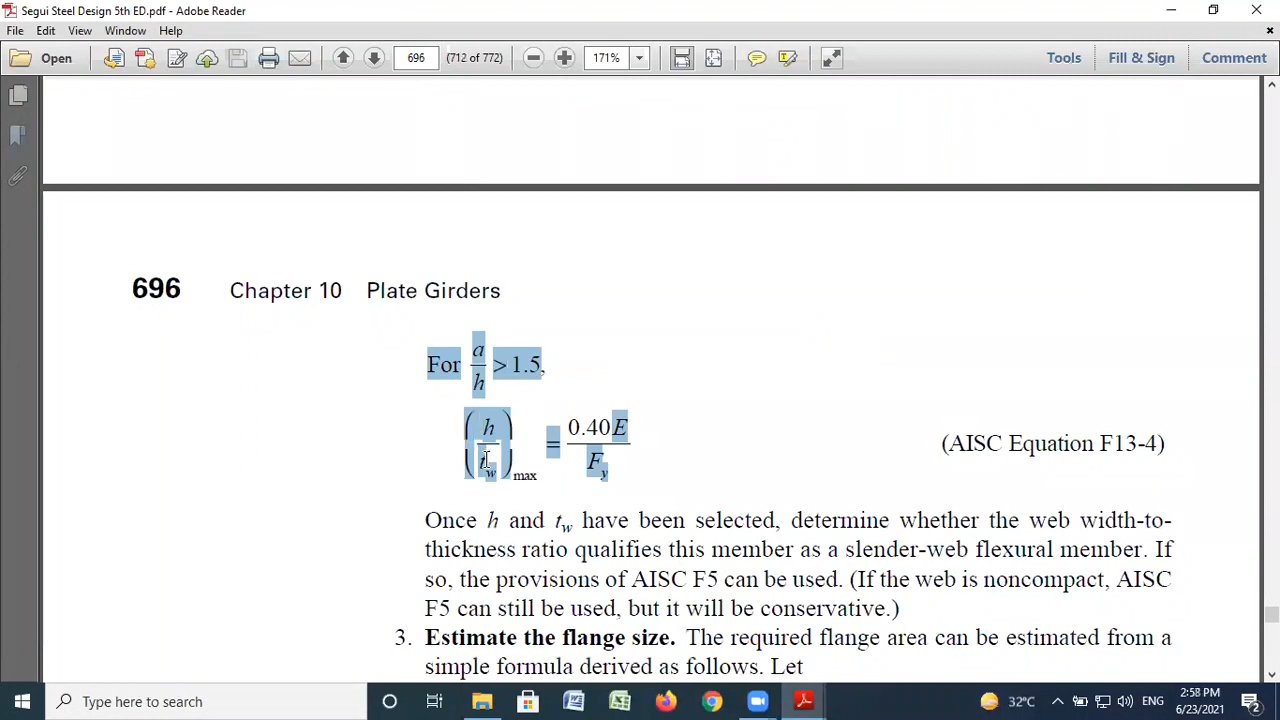 Segui Steel Design 5th ED.pdf - Adobe Reader
File Edit View Window Help
Open 696 (712 of 772) 171% Tools Fill & Sign Comment
696 Chapter 10 Plate Girders
For a/h > 1.5,
(h/t_w)_max = 0.40E/F_y (AISC Equation F13-4)
Once h and t_w have been selected, determine whether the web width-to-
thickness ratio qualifies this member as a slender-web flexural member. If
so, the provisions of AISC F5 can be used. (If the web is noncompact, AISC
F5 can still be used, but it will be conservative.)
3. Estimate the flange size. The required flange area can be estimated from a
simple formula derived as follows. Let
Type here to search 32°C ENG 2:58 PM
6/23/2021 2